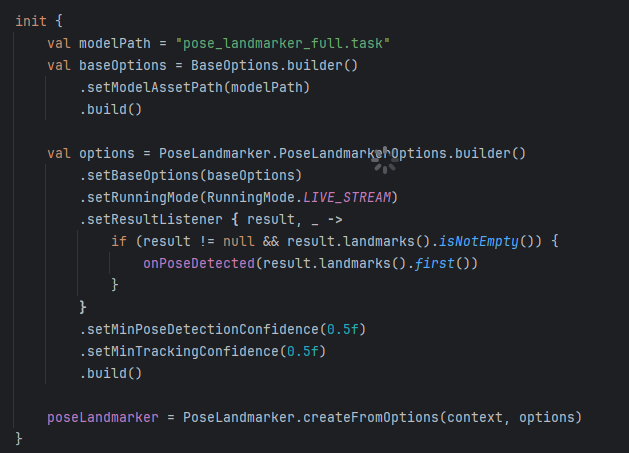 init {
    val modelPath = "pose_landmarker_full.task"
    val baseOptions = BaseOptions.builder()
        .setModelAssetPath(modelPath)
        .build()

    val options = PoseLandmarker.PoseLandmarkerOptions.builder()
        .setBaseOptions(baseOptions)
        .setRunningMode(RunningMode.LIVE_STREAM)
        .setResultListener { result, _ ->
            if (result != null && result.landmarks().isNotEmpty()) {
                onPoseDetected(result.landmarks().first())
            }
        }
        .setMinPoseDetectionConfidence(0.5f)
        .setMinTrackingConfidence(0.5f)
        .build()

    poseLandmarker = PoseLandmarker.createFromOptions(context, options)
}